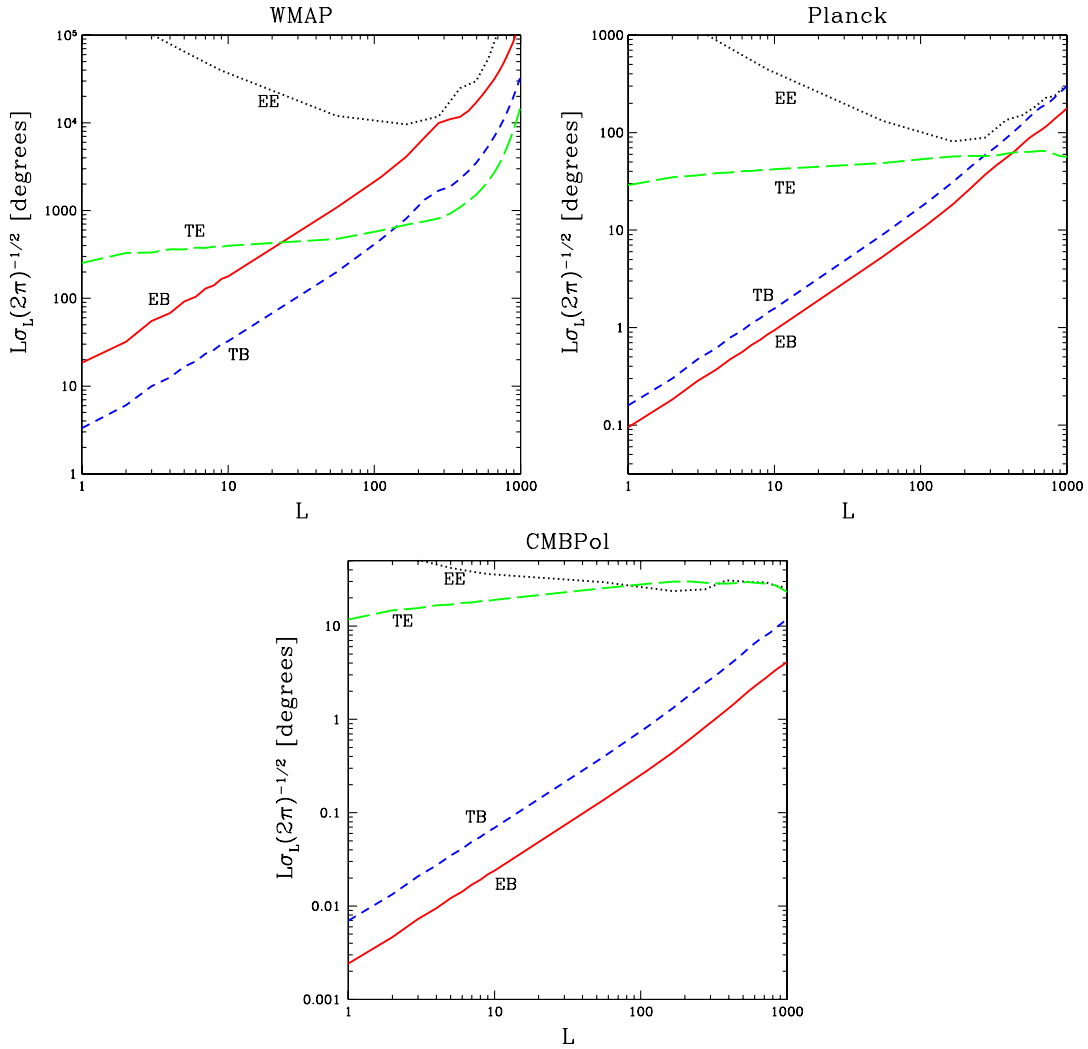 WMAP
10⁵
10⁴
1000
100
10
1
1 10 100 1000
Lσ_L(2π)^{-1/2} [degrees]
L
EE
TE
EB
TB
Planck
1000
100
10
1
0.1
1 10 100 1000
Lσ_L(2π)^{-1/2} [degrees]
L
EE
TE
TB
EB
CMBPol
10
1
0.1
0.01
0.001
1 10 100 1000
Lσ_L(2π)^{-1/2} [degrees]
L
EE
TE
TB
EB